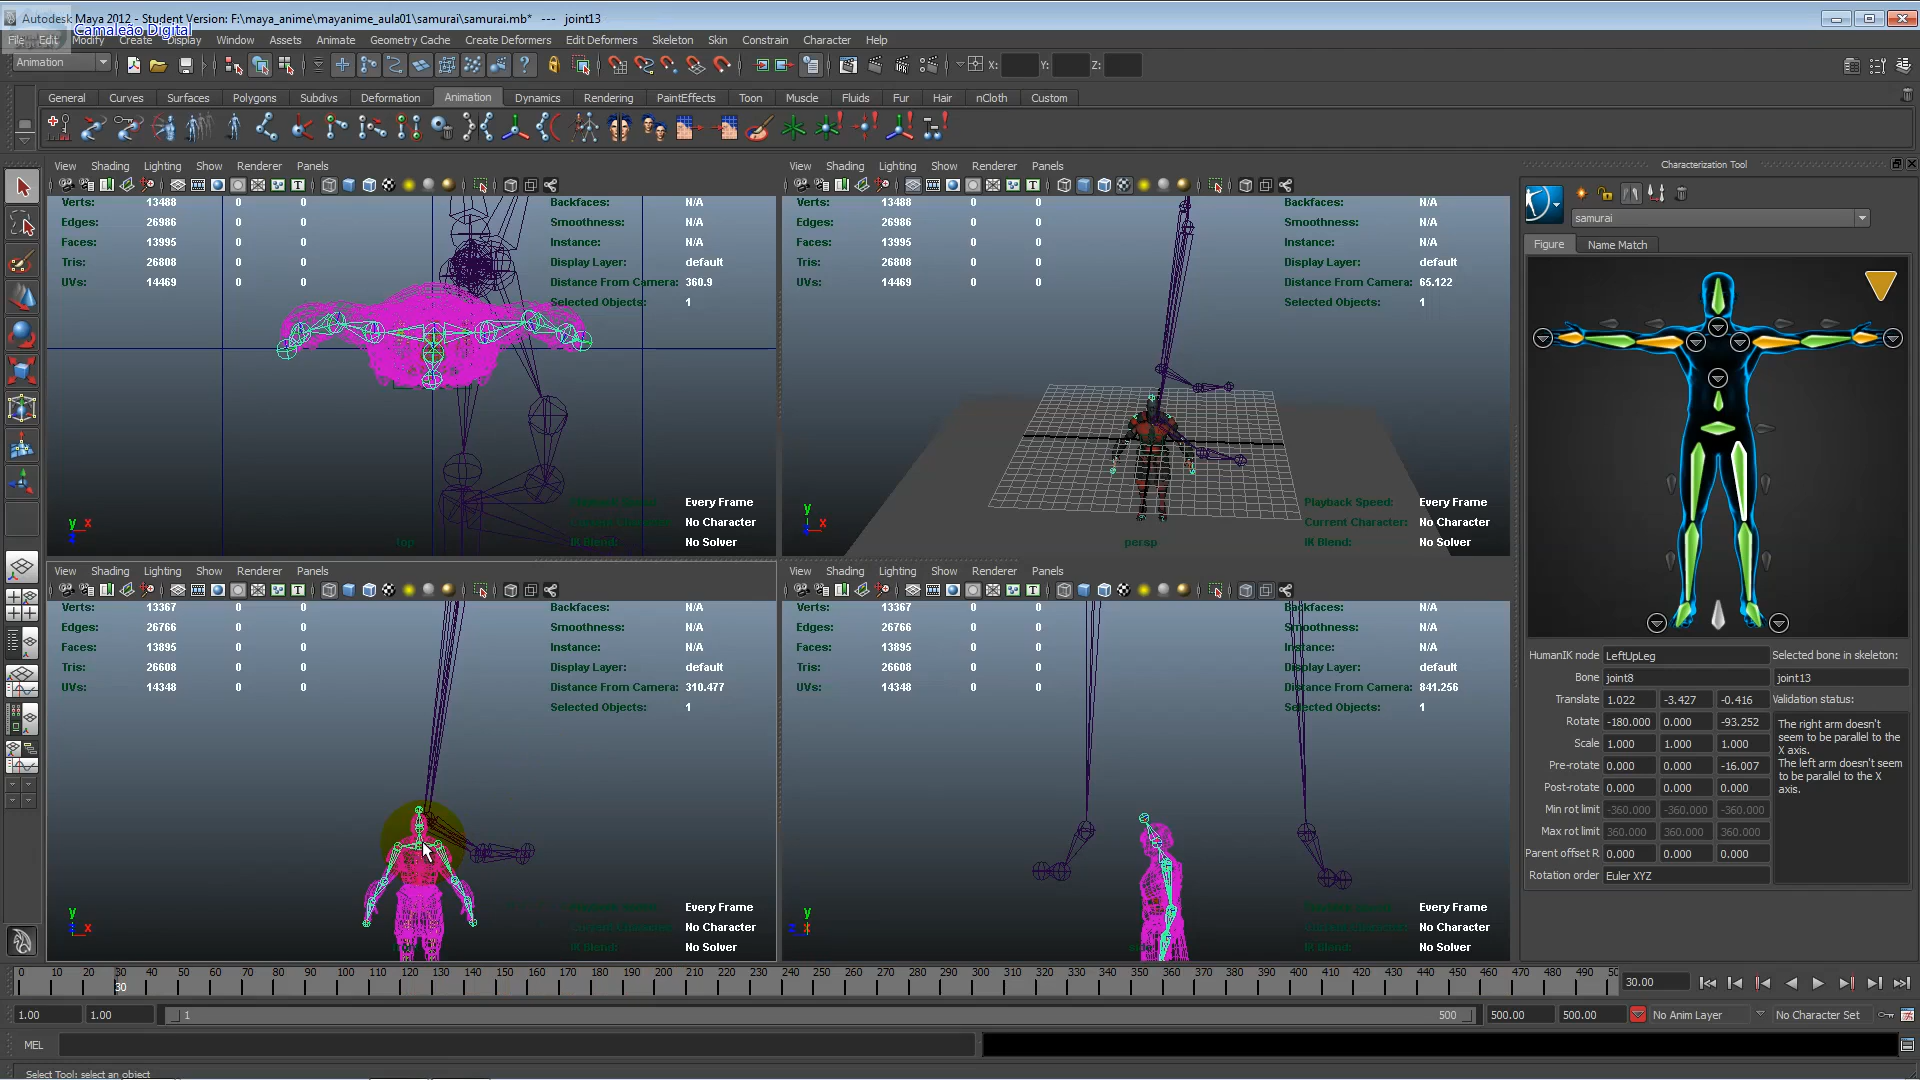 Autodesk Maya 2012 - Student Version: F:\maya_anime\mayanime_aula01\samurai\samurai.mb* --- joint13
Camaleão Digital
File Edit Modify Create Display Window Assets Animate Geometry Cache Create Deformers Edit Deformers Skeleton Skin Constrain Character Help
Animation
X: Y: Z:
General Curves Surfaces Polygons Subdivs Deformation Animation Dynamics Rendering PaintEffects Toon Muscle Fluids Fur Hair nCloth Custom
View Shading Lighting Show Renderer Panels
Verts: 13488 0 0 Backfaces: N/A
Edges: 26986 0 0 Smoothness: N/A
Faces: 13995 0 0 Instance: N/A
Tris: 26808 0 0 Display Layer: default
UVs: 14469 0 0 Distance From Camera: 360.9
Selected Objects: 1
Every Frame
No Character
top No Solver
y x
z
View Shading Lighting Show Renderer Panels
Verts: 13488 0 0 Backfaces: N/A
Edges: 26986 0 0 Smoothness: N/A
Faces: 13995 0 0 Instance: N/A
Tris: 26808 0 0 Display Layer: default
UVs: 14469 0 0 Distance From Camera: 65.122
Selected Objects: 1
Playback Speed: Every Frame
Current Character: No Character
persp IK Blend: No Solver
y x
z
View Shading Lighting Show Renderer Panels
Verts: 13367 0 0 Backfaces: N/A
Edges: 26766 0 0 Smoothness: N/A
Faces: 13895 0 0 Instance: N/A
Tris: 26608 0 0 Display Layer: default
UVs: 14348 0 0 Distance From Camera: 310.477
Selected Objects: 1
Every Frame
No Character
IK Blend: No Solver
y
z x
View Shading Lighting Show Renderer Panels
Verts: 13367 0 0 Backfaces: N/A
Edges: 26766 0 0 Smoothness: N/A
Faces: 13895 0 0 Instance: N/A
Tris: 26608 0 0 Display Layer: default
UVs: 14348 0 0 Distance From Camera: 841.256
Selected Objects: 1
Playback Speed: Every Frame
Current Character: No Character
IK Blend: No Solver
y
z x
Characterization Tool
samurai
Figure Name Match
HumanIK node LeftUpLeg Selected bone in skeleton:
Bone joint8 joint13
Translate 1.022 -3.427 -0.416 Validation status:
Rotate -180.000 0.000 -93.252
Scale 1.000 1.000 1.000
Pre-rotate 0.000 0.000 -16.007
Post-rotate 0.000 0.000 0.000
Min rot limit -360.000 -360.000 -360.000
Max rot limit 360.000 360.000 360.000
Parent offset R 0.000 0.000 0.000
Rotation order Euler XYZ
The right arm doesn't
seem to be parallel to the
X axis.
The left arm doesn't seem
to be parallel to the X
axis.
0 10 20 30 40 50 60 70 80 90 100 110 120 130 140 150 160 170 180 190 200 210 220 230 240 250 260 270 280 290 300 310 320 330 340 350 360 370 380 390 400 410 420 430 440 450 460 470 480 490 50
30
30.00
1.00 1.00 1 500 500.00 500.00 No Anim Layer No Character Set
MEL
Select Tool: select an object